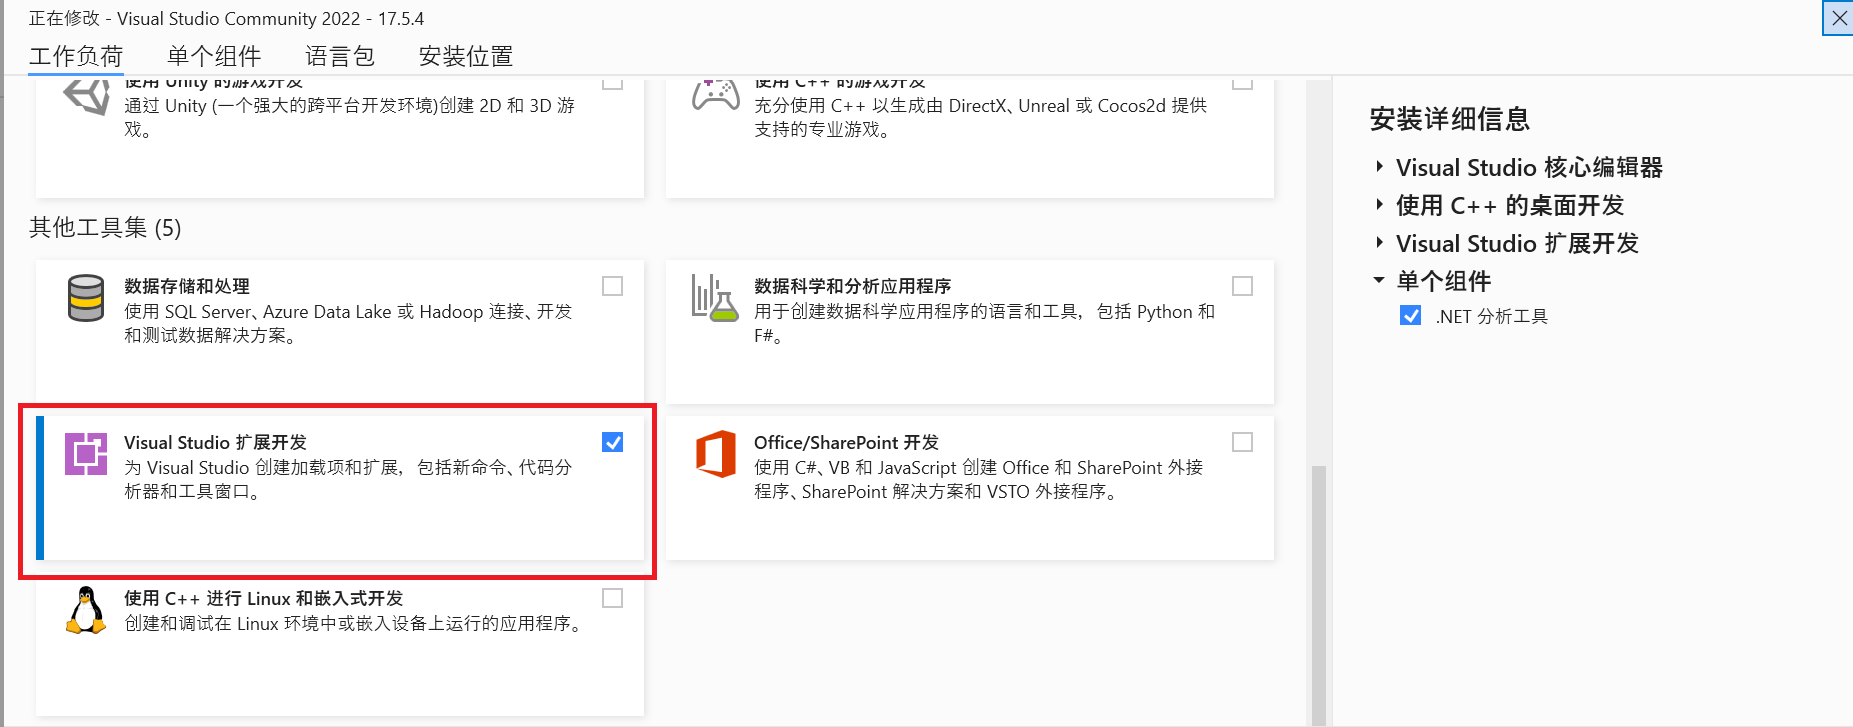 正在修改 - Visual Studio Community 2022 - 17.5.4
工作负荷 单个组件 语言包 安装位置
使用 Unity 的游戏开发
通过 Unity (一个强大的跨平台开发环境)创建 2D 和 3D 游
戏。
使用 C++ 的游戏开发
充分使用 C++ 以生成由 DirectX、Unreal 或 Cocos2d 提供
支持的专业游戏。
其他工具集 (5)
数据存储和处理
使用 SQL Server、Azure Data Lake 或 Hadoop 连接、开发
和测试数据解决方案。
数据科学和分析应用程序
用于创建数据科学应用程序的语言和工具，包括 Python 和
F#。
Visual Studio 扩展开发
为 Visual Studio 创建加载项和扩展，包括新命令、代码分
析器和工具窗口。
Office/SharePoint 开发
使用 C#、VB 和 JavaScript 创建 Office 和 SharePoint 外接
程序、SharePoint 解决方案和 VSTO 外接程序。
使用 C++ 进行 Linux 和嵌入式开发
创建和调试在 Linux 环境中或嵌入设备上运行的应用程序。
安装详细信息
Visual Studio 核心编辑器
使用 C++ 的桌面开发
Visual Studio 扩展开发
单个组件
.NET 分析工具